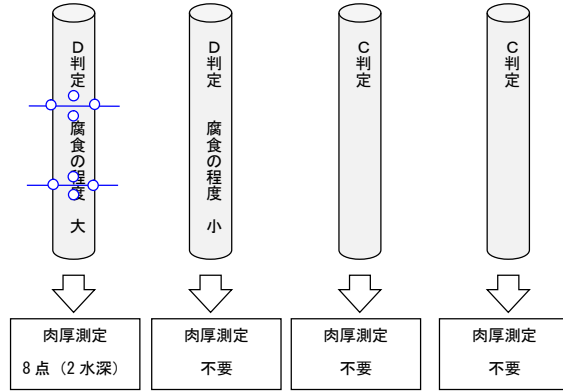 D判定　腐食の程度　大
D判定　腐食の程度　小
C判定
C判定
肉厚測定
8点（2水深）
肉厚測定
不要
肉厚測定
不要
肉厚測定
不要